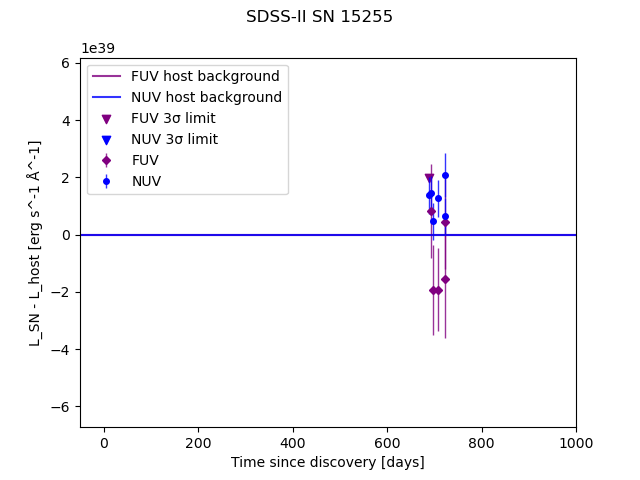 SDSS-II SN 15255
1e39
FUV host background
NUV host background
FUV 3σ limit
NUV 3σ limit
FUV
NUV
6
4
2
0
−2
−4
−6
L_SN - L_host [erg s^-1 Å^-1]
0 200 400 600 800 1000
Time since discovery [days]